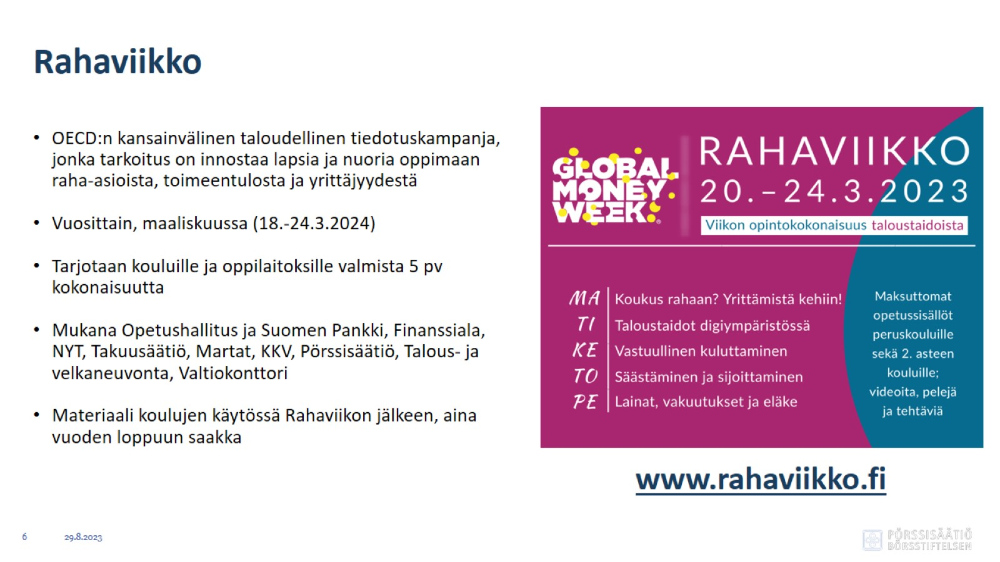 Rahaviikko
• OECD:n kansainvälinen taloudellinen tiedotuskampanja,
jonka tarkoitus on innostaa lapsia ja nuoria oppimaan
raha-asioista, toimeentulosta ja yrittäjyydestä
• Vuosittain, maaliskuussa (18.-24.3.2024)
• Tarjotaan kouluille ja oppilaitoksille valmista 5 pv
kokonaisuutta
• Mukana Opetushallitus ja Suomen Pankki, Finanssiala,
NYT, Takuusäätiö, Martat, KKV, Pörssisäätiö, Talous- ja
velkaneuvonta, Valtiokonttori
• Materiaali koulujen käytössä Rahaviikon jälkeen, aina
vuoden loppuun saakka
GLOBAL
MONEY
WEEK®
RAHAVIIKKO
20.–24.3.2023
Viikon opintokokonaisuus taloustaidoista
MA Koukus rahaan? Yrittämistä kehiin!
TI Taloustaidot digiympäristössä
KE Vastuullinen kuluttaminen
TO Säästäminen ja sijoittaminen
PE Lainat, vakuutukset ja eläke
Maksuttomat
opetussisällöt
peruskouluille
sekä 2. asteen
kouluille;
videoita, pelejä
ja tehtäviä
www.rahaviikko.fi
6 29.8.2023
PÖRSSISÄÄTIÖ
BÖRSSTIFTELSEN